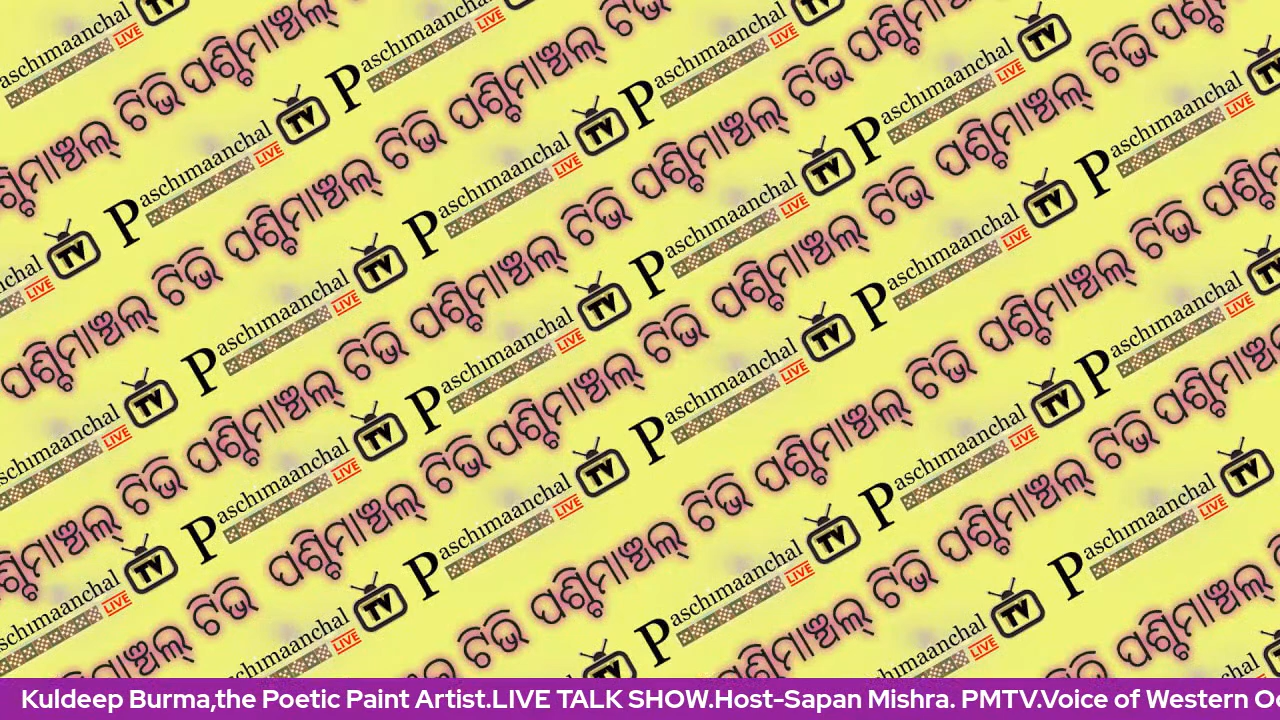 Paschimaanchal TV LIVE
ପଶ୍ଚିମାଞ୍ଚଲ୍ ଟିଭି
Kuldeep Burma,the Poetic Paint Artist.LIVE TALK SHOW.Host-Sapan Mishra. PMTV.Voice of Western